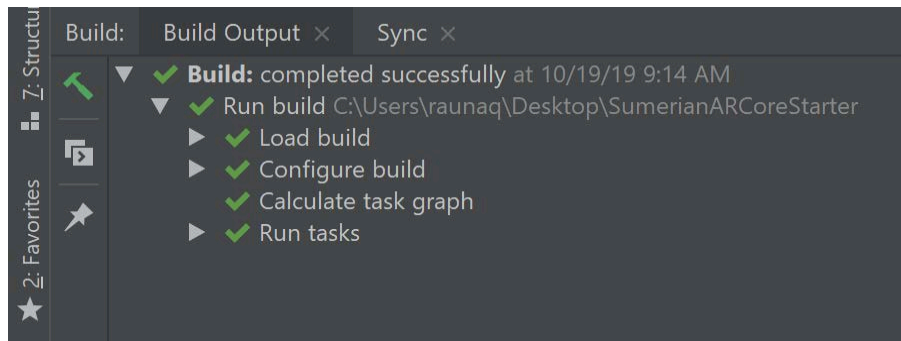 Build: Build Output Sync
Build: completed successfully at 10/19/19 9:14 AM
Run build C:\Users\raunaq\Desktop\SumerianARCoreStarter
Load build
Configure build
Calculate task graph
Run tasks
7: Structu
2: Favorites